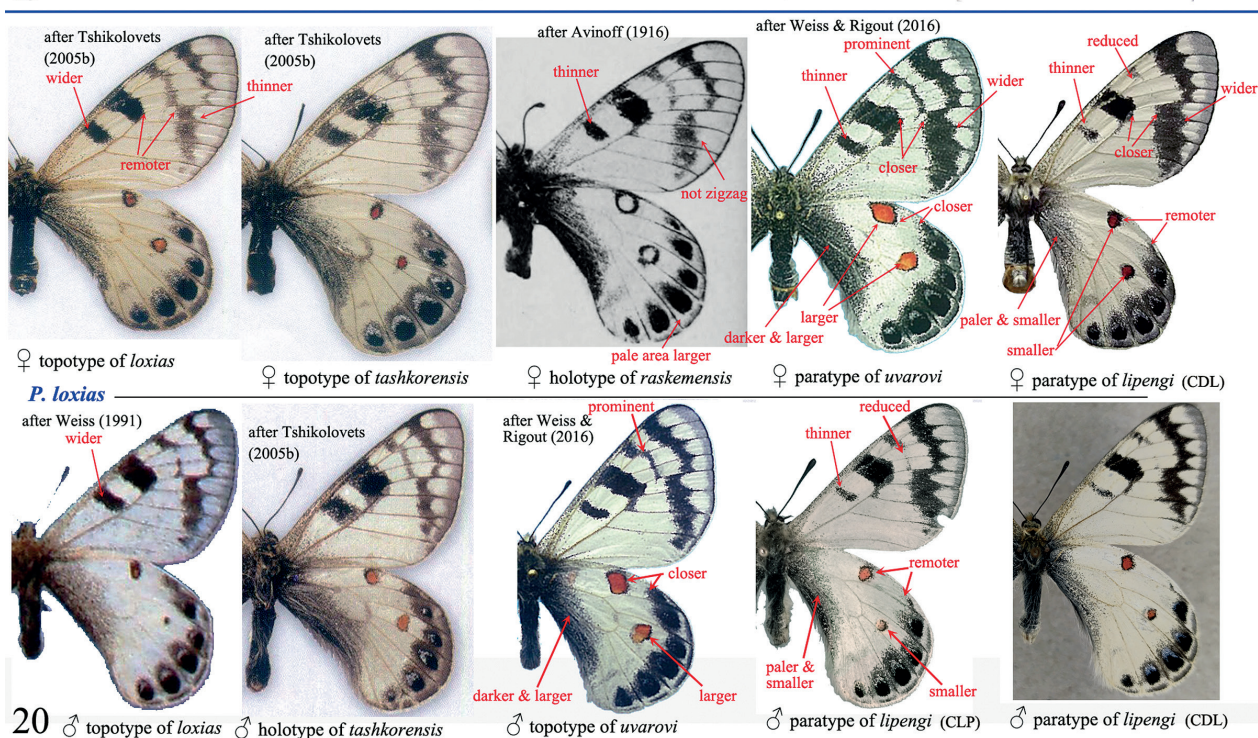 after Tshikolovets
(2005b)
wider
thinner
remoter
♀ topotype of loxias
after Tshikolovets
(2005b)
♀ topotype of tashkorensis
after Avinoff (1916)
thinner
not zigzag
pale area larger
♀ holotype of raskemensis
after Weiss & Rigout (2016)
prominent
thinner
wider
closer
closer
larger
darker & larger
♀ paratype of uvarovi
reduced
thinner
wider
closer
remoter
paler & smaller
smaller
♀ paratype of lipengi (CDL)
P. loxias
after Weiss (1991)
wider
20
♂ topotype of loxias
after Tshikolovets
(2005b)
♂ holotype of tashkorensis
after Weiss &
Rigout (2016)
prominent
closer
darker & larger
larger
♂ topotype of uvarovi
reduced
thinner
remoter
paler &
smaller
smaller
♂ paratype of lipengi (CLP)
♂ paratype of lipengi (CDL)